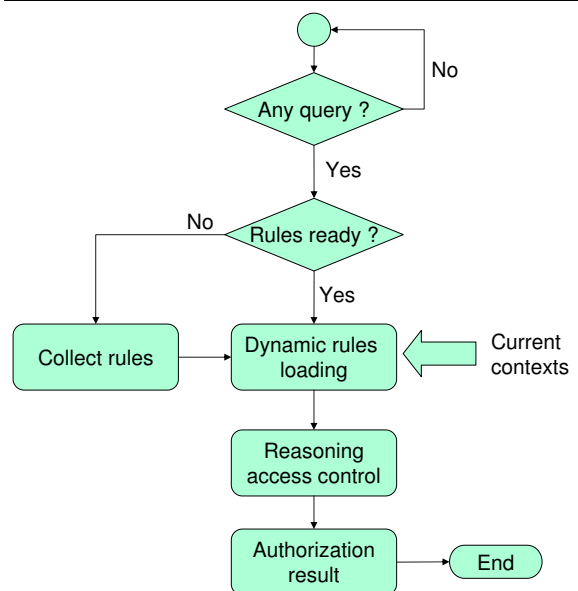 No
Any query ?
Yes
No
Rules ready ?
Yes
Collect rules
Dynamic rules
loading
Current
contexts
Reasoning
access control
Authorization
result
End